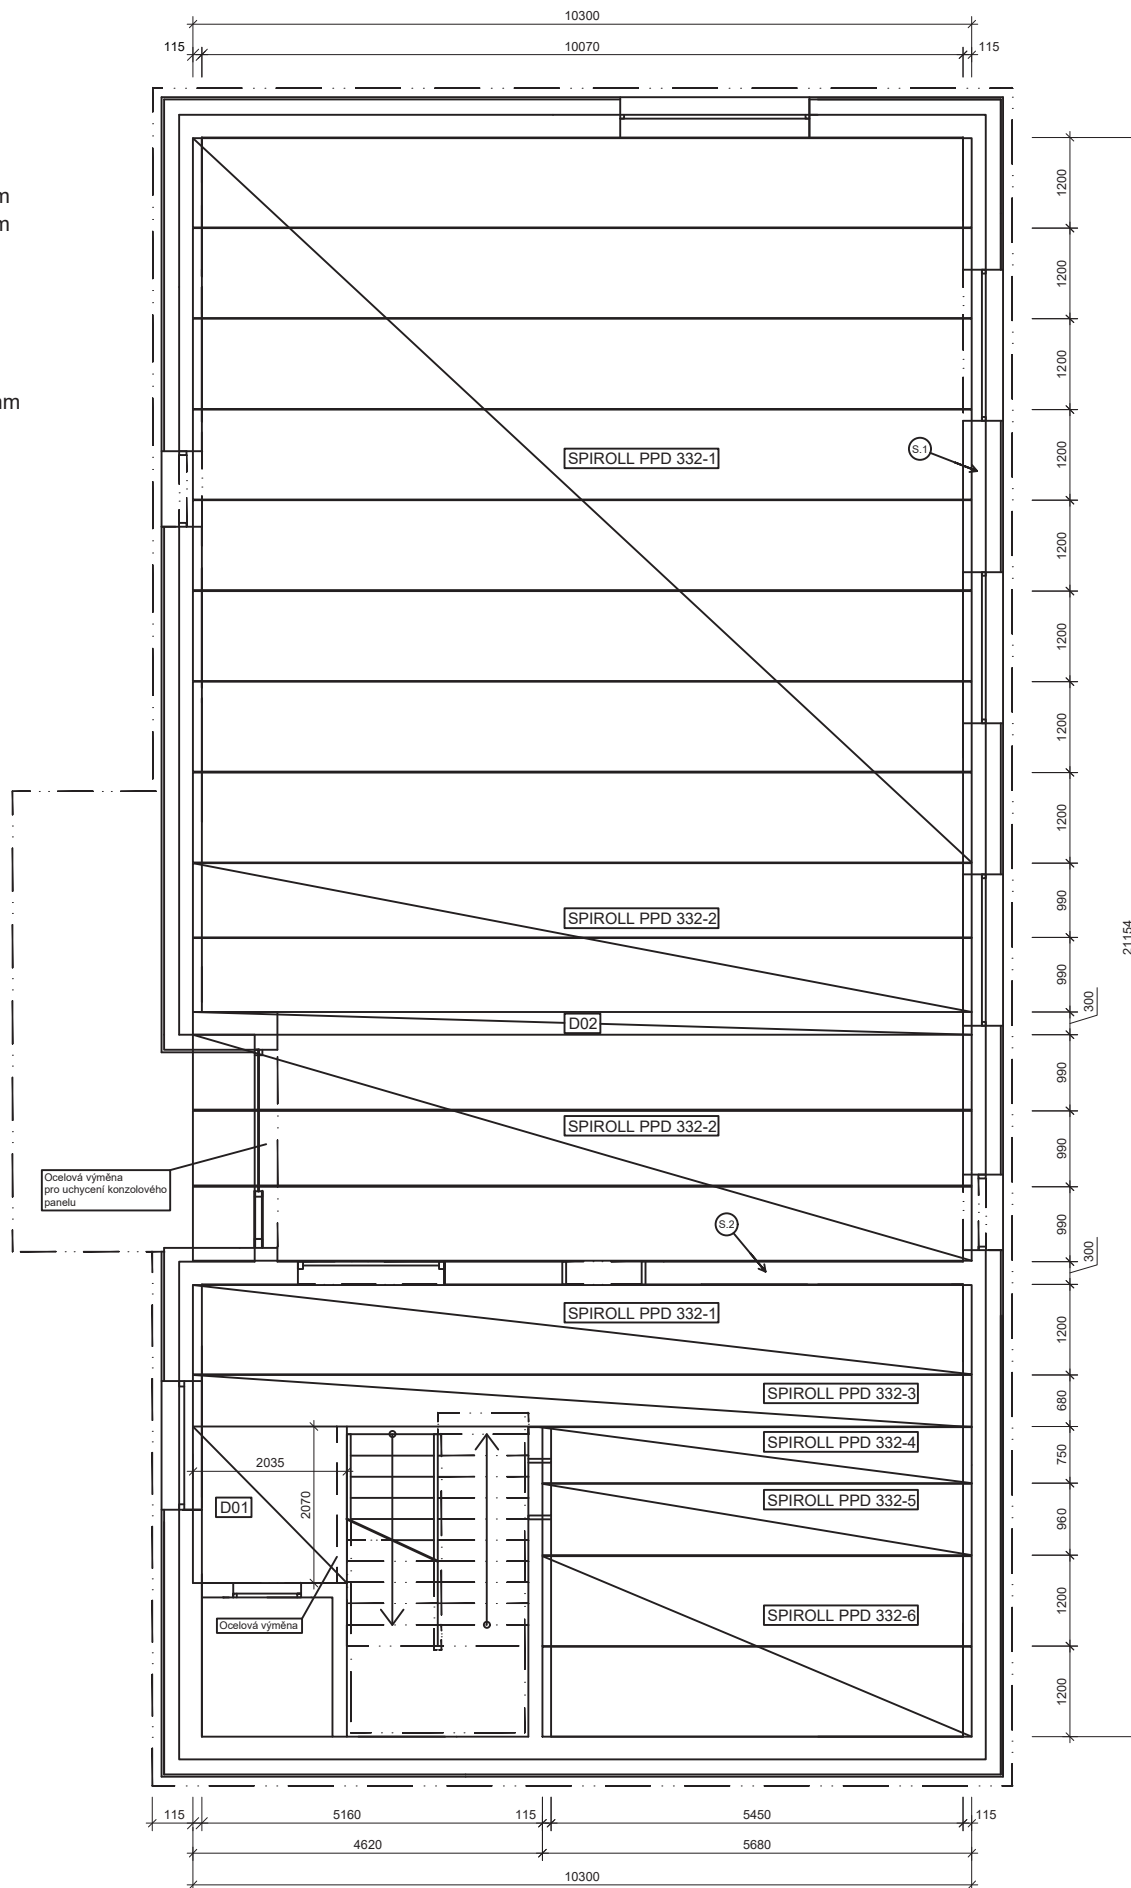 10300
115 10070 115
m
m
mm
1200
1200
1200
1200
1200
1200
1200
1200
990
990
300
990
990
990
300
1200
680
750
960
1200
1200
21154
SPIROLL PPD 332-1
S.1
SPIROLL PPD 332-2
D02
SPIROLL PPD 332-2
Ocelová výměna
pro uchycení konzolového
panelu
S.2
SPIROLL PPD 332-1
SPIROLL PPD 332-3
SPIROLL PPD 332-4
2035
2070
D01
SPIROLL PPD 332-5
Ocelová výměna
SPIROLL PPD 332-6
115 5160 115 5450 115
4620 5680
10300